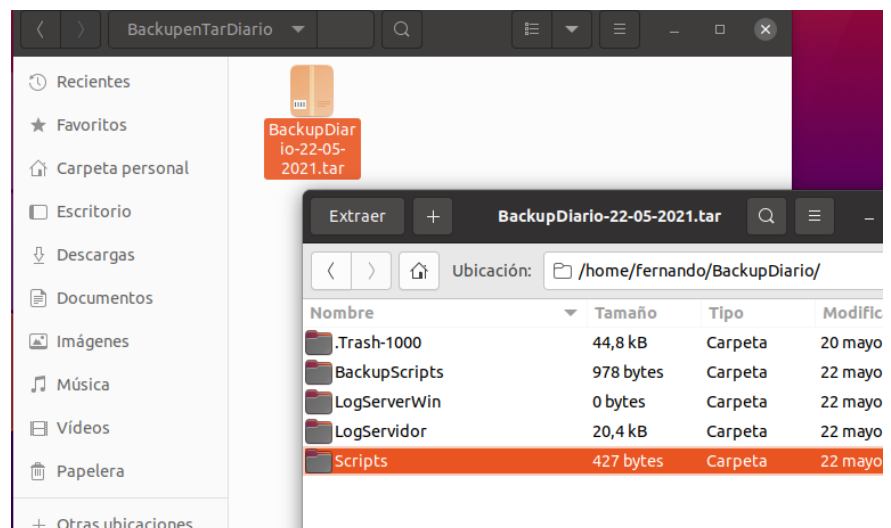 BackupenTarDiario
Recientes
Favoritos
Carpeta personal
Escritorio
Descargas
Documentos
Imágenes
Música
Vídeos
Papelera
Otras ubicaciones
BackupDiar
io-22-05-
2021.tar
Extraer + BackupDiario-22-05-2021.tar
Ubicación: /home/fernando/BackupDiario/
Nombre Tamaño Tipo Modific
.Trash-1000 44,8 kB Carpeta 20 mayo
BackupScripts 978 bytes Carpeta 22 mayo
LogServerWin 0 bytes Carpeta 22 mayo
LogServidor 20,4 kB Carpeta 22 mayo
Scripts 427 bytes Carpeta 22 mayo